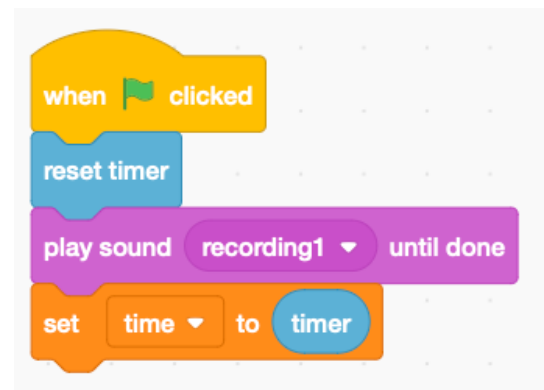 when clicked
reset timer
play sound recording1 until done
set time to timer